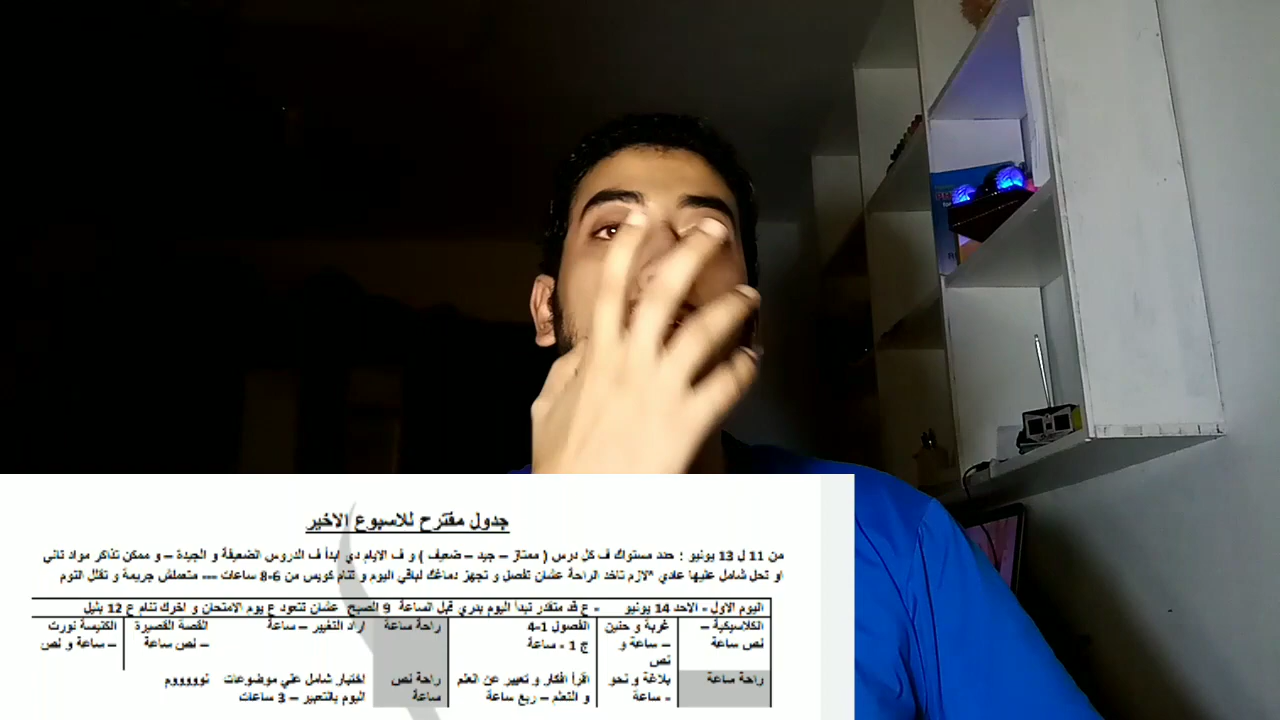 جدول مقترح للاسبوع الاخير
من 11 ل 13 يونيو : حدد مستواك ف كل درس ( ممتاز – جيد – ضعيف ) و ف الايام دي ابدأ ف الدروس الضعيفة و الجيدة – و ممكن تذاكر مواد تاني
او تحل شامل عليها عادي *لازم تاخد الراحة عشان تفصل و تجهز دماغك لباقي اليوم و تنام كويس من 6-8 ساعات --- متعملش جريمة و تقلل النوم
اليوم الاول - الاحد 14 يونيو - ع قد متقدر تبدأ اليوم بدري قبل الساعة 9 الصبح عشان تتعود ع يوم الامتحان و اخرك تنام ع 12 بليل
الكلاسيكية –
نص ساعة
غربة و حنين
– ساعة و
نص
الفصول 1-4
ج 1 - ساعة
راحة ساعة
اراد التغيير – ساعة
القصة القصيرة
– نص ساعة
الكنيسة نورت
– ساعة و نص
راحة ساعة
بلاغة و نحو
- ساعة
اقرأ افكار و تعبير عن العلم
و التعلم – ربع ساعة
راحة نص
ساعة
اختبار شامل علي موضوعات
اليوم بالتعبير – 3 ساعات
نوووووم